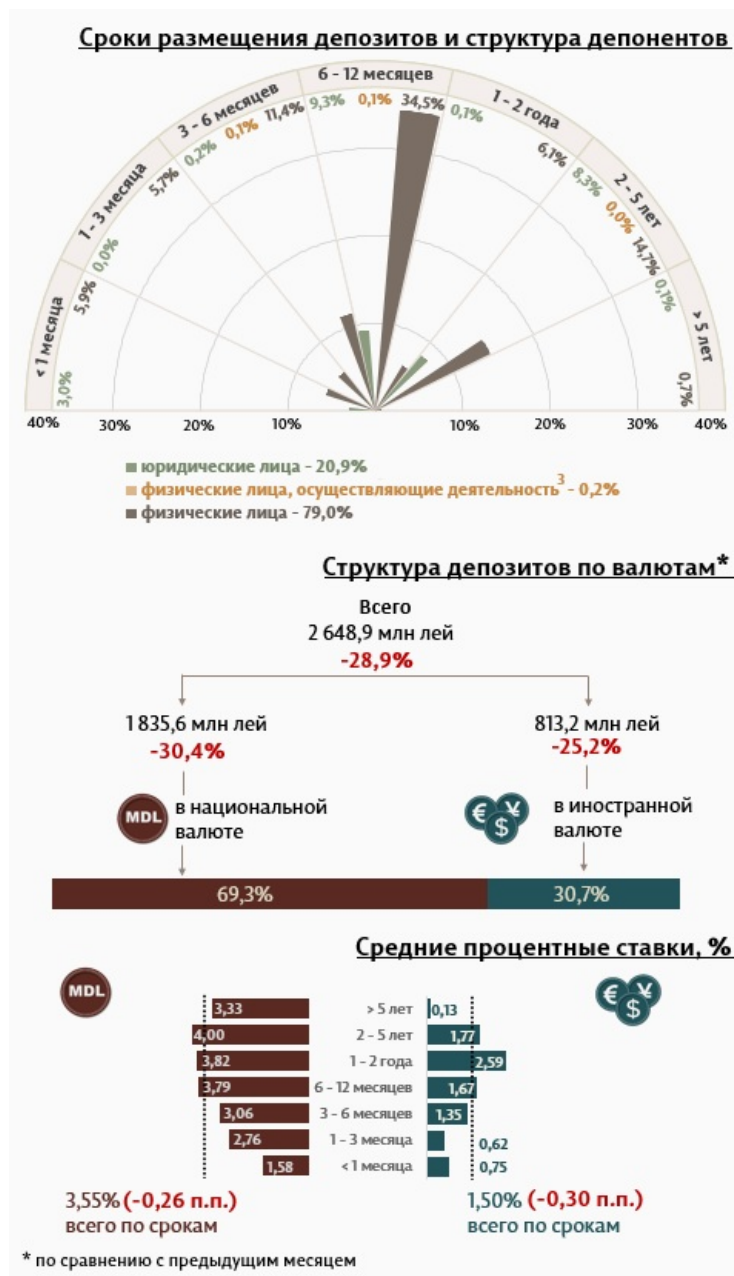 Сроки размещения депозитов и структура депонентов
< 1 месяца
1 - 3 месяца
3 - 6 месяцев
6 - 12 месяцев
1 - 2 года
2 - 5 лет
> 5 лет
3,0%
5,9%
0,0%
5,7%
0,2%
0,1%
11,4%
9,3%
0,1%
34,5%
0,1%
6,1%
8,3%
0,0%
14,7%
0,1%
0,7%
40%
30%
20%
10%
10%
20%
30%
40%
юридические лица - 20,9%
физические лица, осуществляющие деятельность3 - 0,2%
физические лица - 79,0%
Структура депозитов по валютам*
Всего
2 648,9 млн лей
-28,9%
1 835,6 млн лей
-30,4%
813,2 млн лей
-25,2%
MDL
в национальной
валюте
€ ¥
$
в иностранной
валюте
69,3%
30,7%
Средние процентные ставки, %
MDL
€ ¥
$
3,33 > 5 лет 0,13
4,00 2 - 5 лет 1,77
3,82 1 - 2 года 2,59
3,79 6 - 12 месяцев 1,67
3,06 3 - 6 месяцев 1,35
2,76 1 - 3 месяца 0,62
1,58 < 1 месяца 0,75
3,55% (-0,26 п.п.)
всего по срокам
1,50% (-0,30 п.п.)
всего по срокам
* по сравнению с предыдущим месяцем